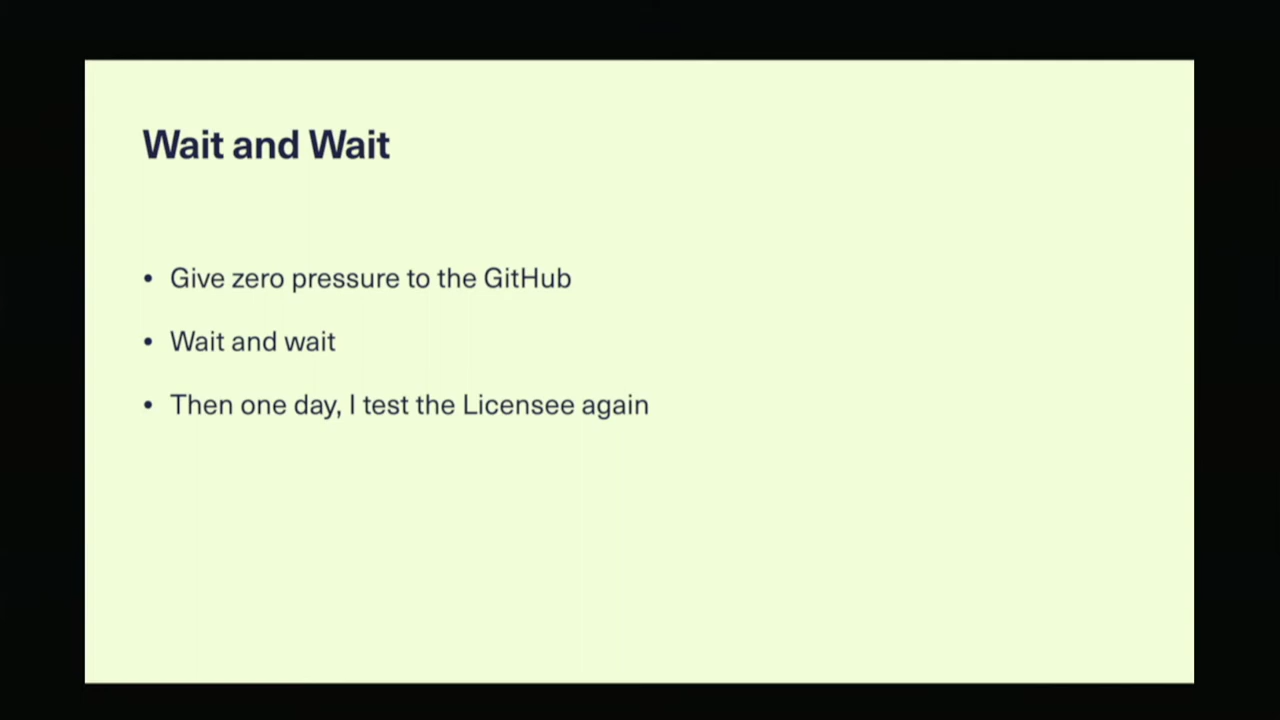 Wait and Wait
• Give zero pressure to the GitHub
• Wait and wait
• Then one day, I test the Licensee again